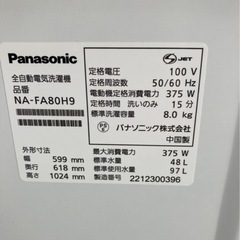 Panasonic
全自動電気洗濯機
品番
NA-FA80H9
JET
定格電圧 100 V
定格周波数 50/60 Hz
電動機定格消費電力 375 W
定格時間 洗いのみ 15 分
標準洗濯容量 8.0 kg
パナソニック株式会社
中国製
外形寸法
幅 599 mm
奥行 618 mm
高さ 1024 mm
最大消費電力 375 W
標準水量 48 L
標準使用水量 97 L
製造番号 2212300396